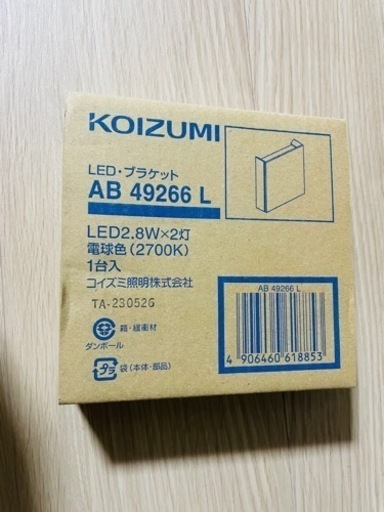 KOIZUMI
LED・ブラケット
AB 49266 L
LED2.8W×2灯
電球色(2700K)
1台入
コイズミ照明株式会社
TA-23052G
AB 49266 L
4 906460 618853
箱・緩衝材
ダンボール
プラ
袋(本体・部品)